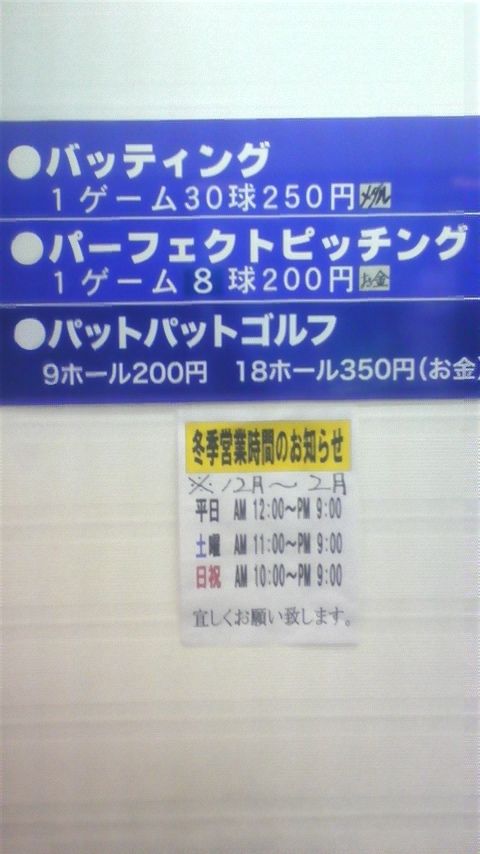 ●バッティング
1ゲーム30球250円メダル
●パーフェクトピッチング
1ゲーム8球200円お金
●パットパットゴルフ
9ホール200円 18ホール350円(お金)
冬季営業時間のお知らせ
※12月～2月
平日 AM 12:00～PM 9:00
土曜 AM 11:00～PM 9:00
日祝 AM 10:00～PM 9:00
宜しくお願い致します。